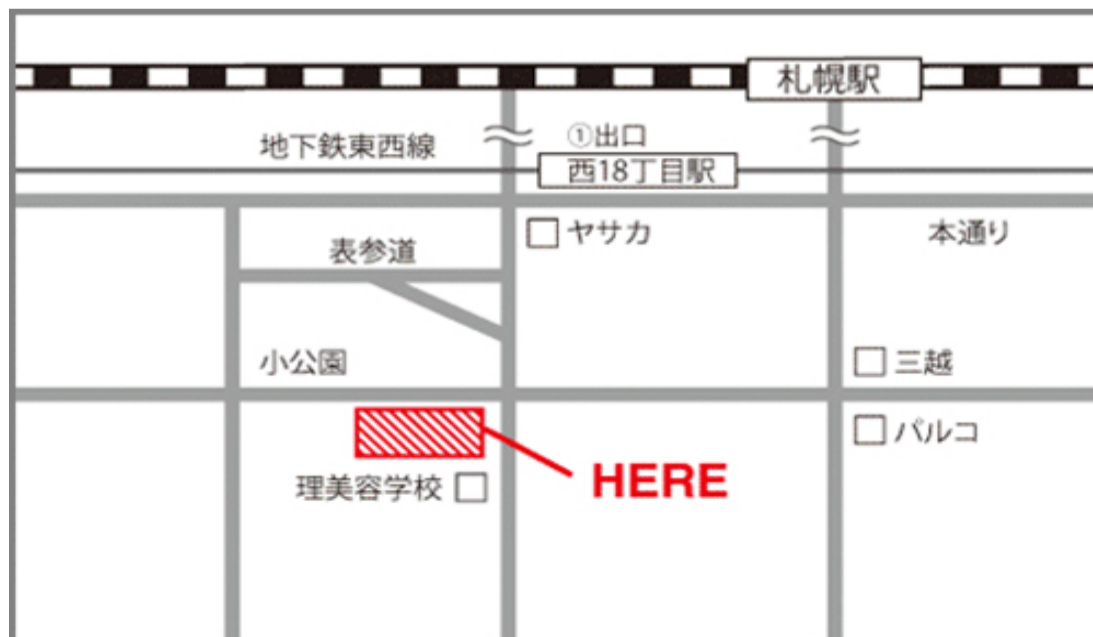 札幌駅
地下鉄東西線
①出口
西18丁目駅
ヤサカ
本通り
表参道
小公園
三越
パルコ
HERE
理美容学校